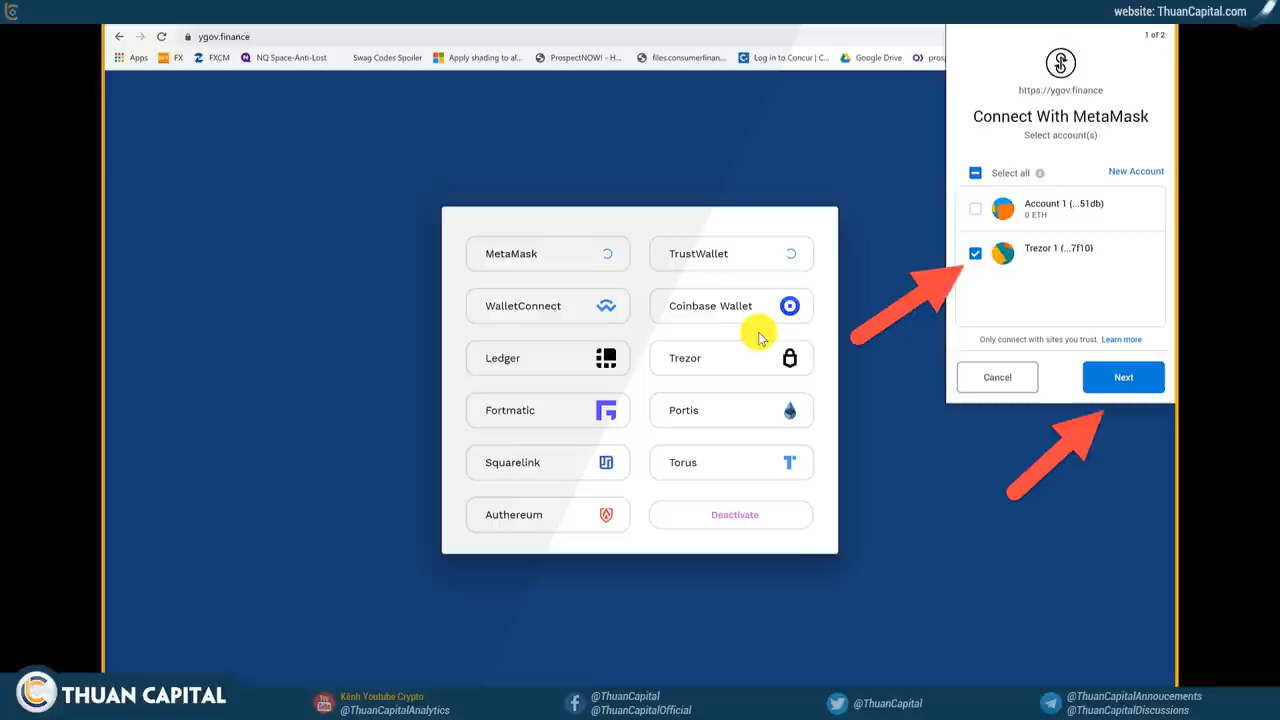 website: ThuanCapital.com
ygov.finance
Apps
FX
FXCM
NQ Space-Anti-Lost
Swag Codes Spoiler
Apply shading to al...
ProspectNOW! - H...
files.consumerfinan...
Log in to Concur | C...
Google Drive
pros
1 of 2
https://ygov.finance
Connect With MetaMask
Select account(s)
Select all
New Account
Account 1 (...51db)
0 ETH
Trezor 1 (...7f10)
Only connect with sites you trust. Learn more
Cancel
Next
MetaMask
TrustWallet
WalletConnect
Coinbase Wallet
Ledger
Trezor
Fortmatic
Portis
Squarelink
Torus
Authereum
Deactivate
THUAN CAPITAL
Kênh Youtube Crypto
@ThuanCapitalAnalytics
@ThuanCapital
@ThuanCapitalOfficial
@ThuanCapital
@ThuanCapitalAnnoucements
@ThuanCapitalDiscussions